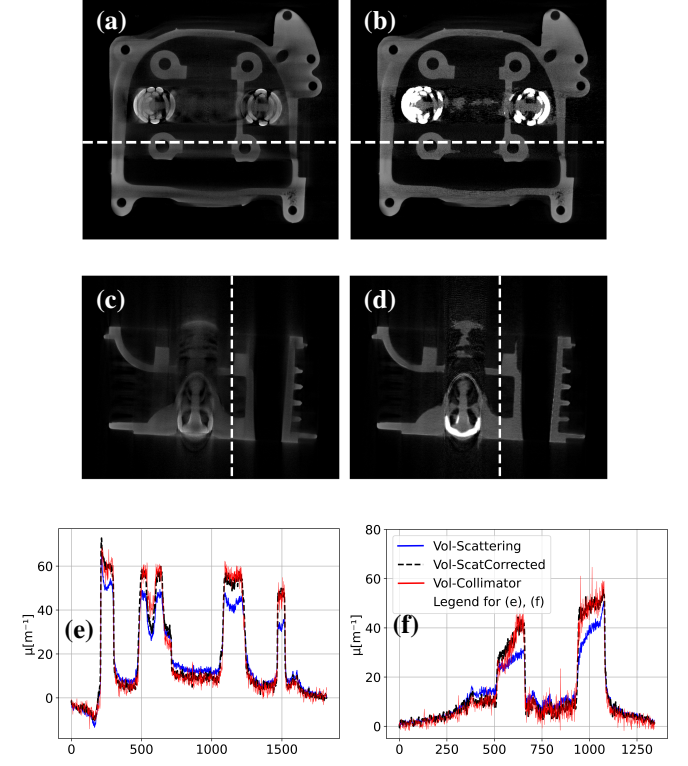 (a)
(b)
(c)
(d)
60
40
20
0
μ[m⁻¹]
(e)
0
500
1000
1500
80
60
40
20
0
μ[m⁻¹]
Vol-Scattering
Vol-ScatCorrected
Vol-Collimator
Legend for (e), (f)
(f)
0
250
500
750
1000
1250